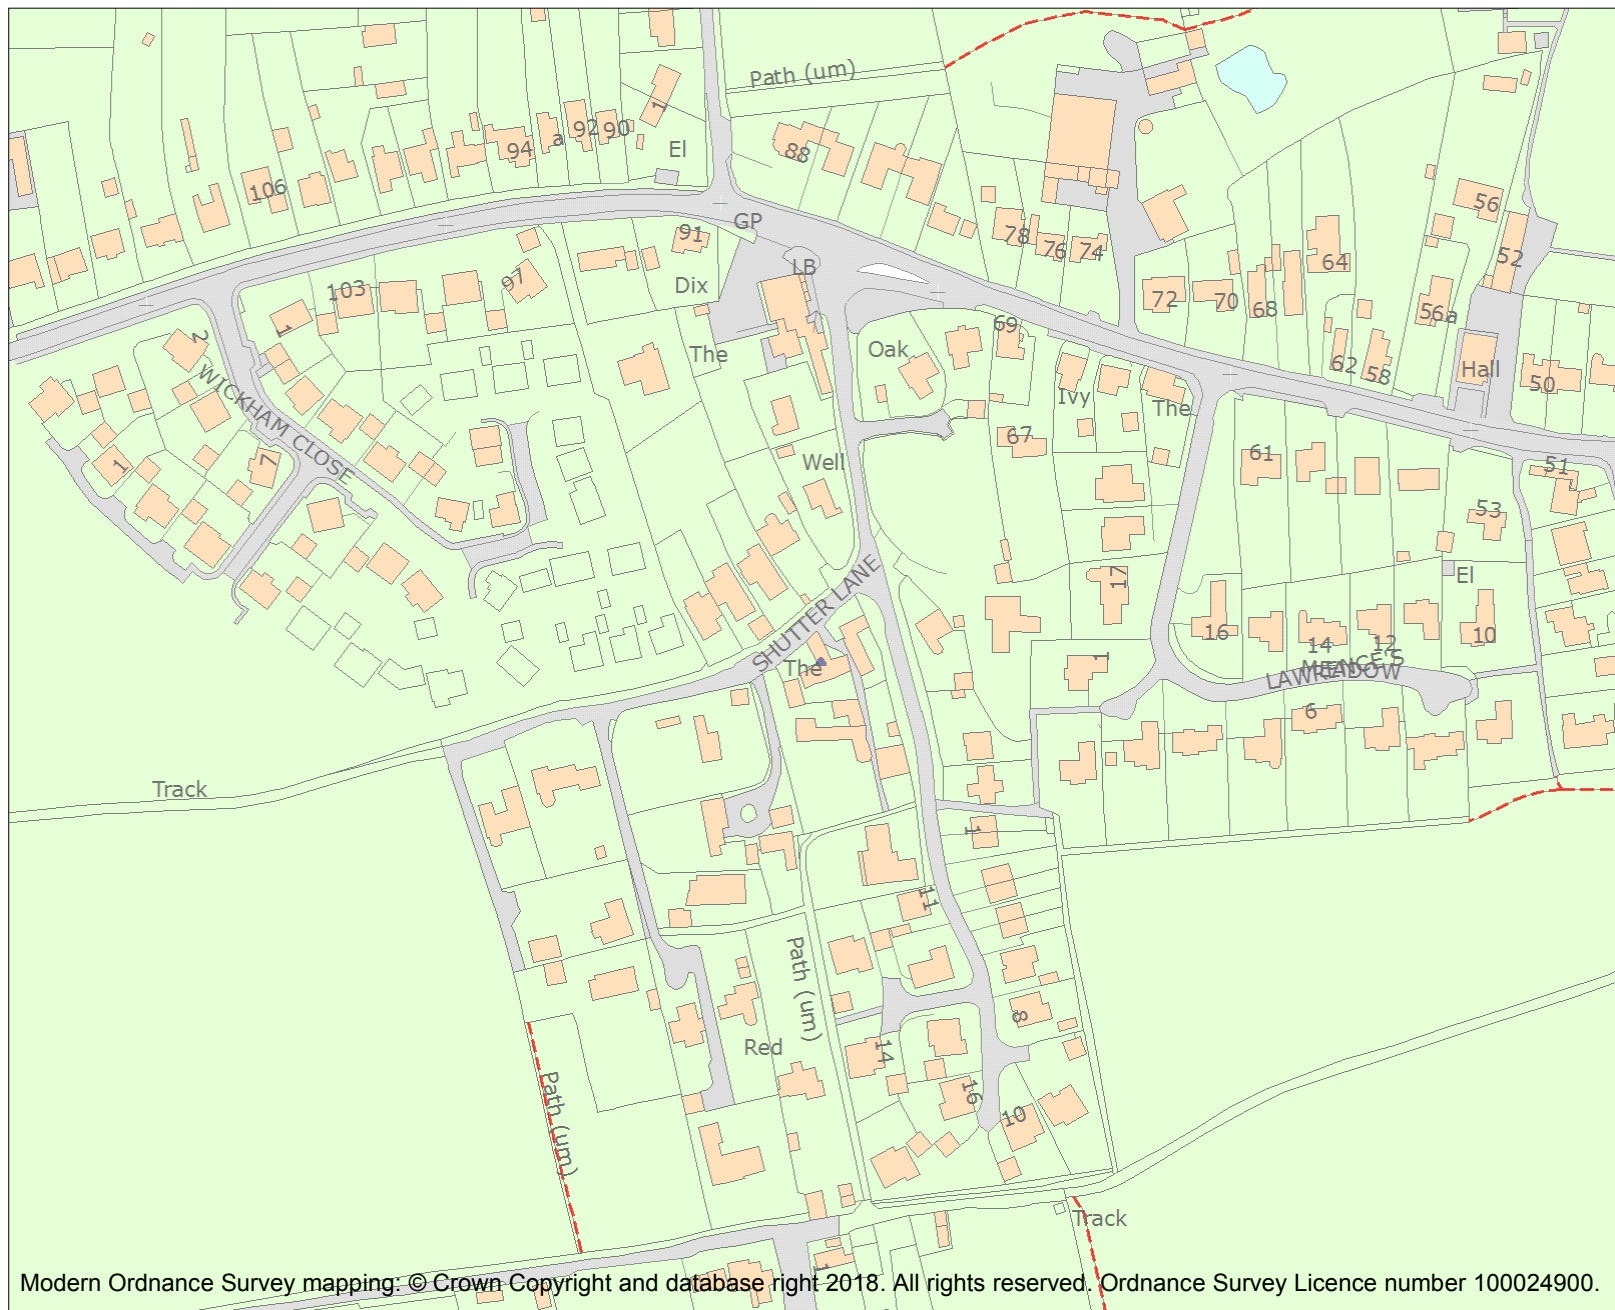 Path (um)
1
92
90
94
a
El
88
106
GP
91
78
76
74
56
52
64
LB
97
Dix
103
72
70
68
56a
1
2
69
Oak
The
62
58
Hall
50
WICKHAM CLOSE
Ivy
The
67
Well
1
7
61
51
53
17
El
SHUTTER LANE
16
14
12
10
The
1
LAWRENCE'S
MEADOW
6
Track
1
11
Path (um)
8
Red
14
16
10
Path (um)
Track
1
Modern Ordnance Survey mapping: © Crown Copyright and database right 2018. All rights reserved. Ordnance Survey Licence number 100024900.